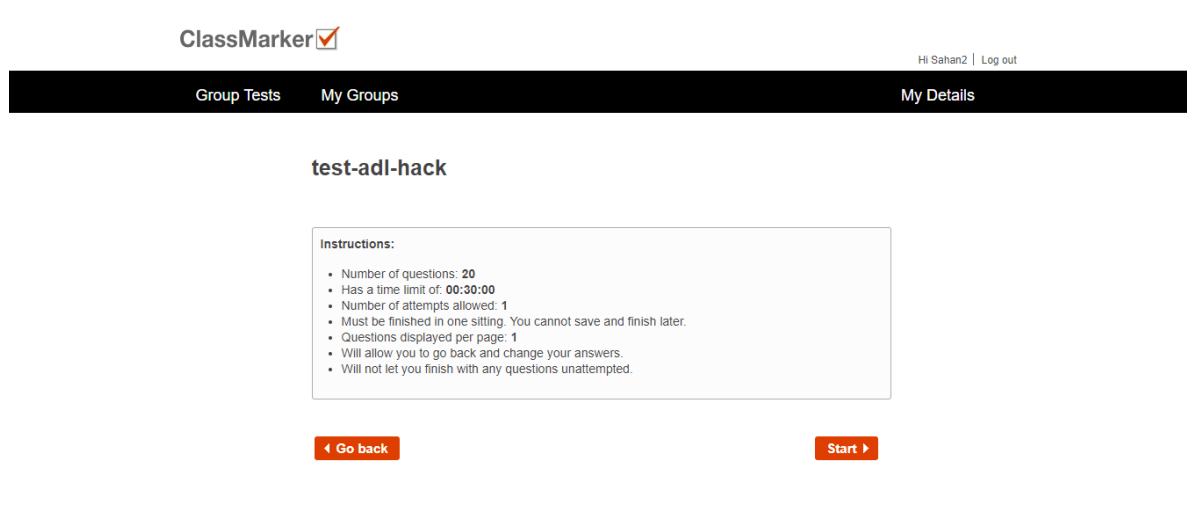 ClassMarker
Hi Sahan2 | Log out
Group Tests My Groups My Details
test-adl-hack
Instructions:
• Number of questions: 20
• Has a time limit of: 00:30:00
• Number of attempts allowed: 1
• Must be finished in one sitting. You cannot save and finish later.
• Questions displayed per page: 1
• Will allow you to go back and change your answers.
• Will not let you finish with any questions unattempted.
Go back Start